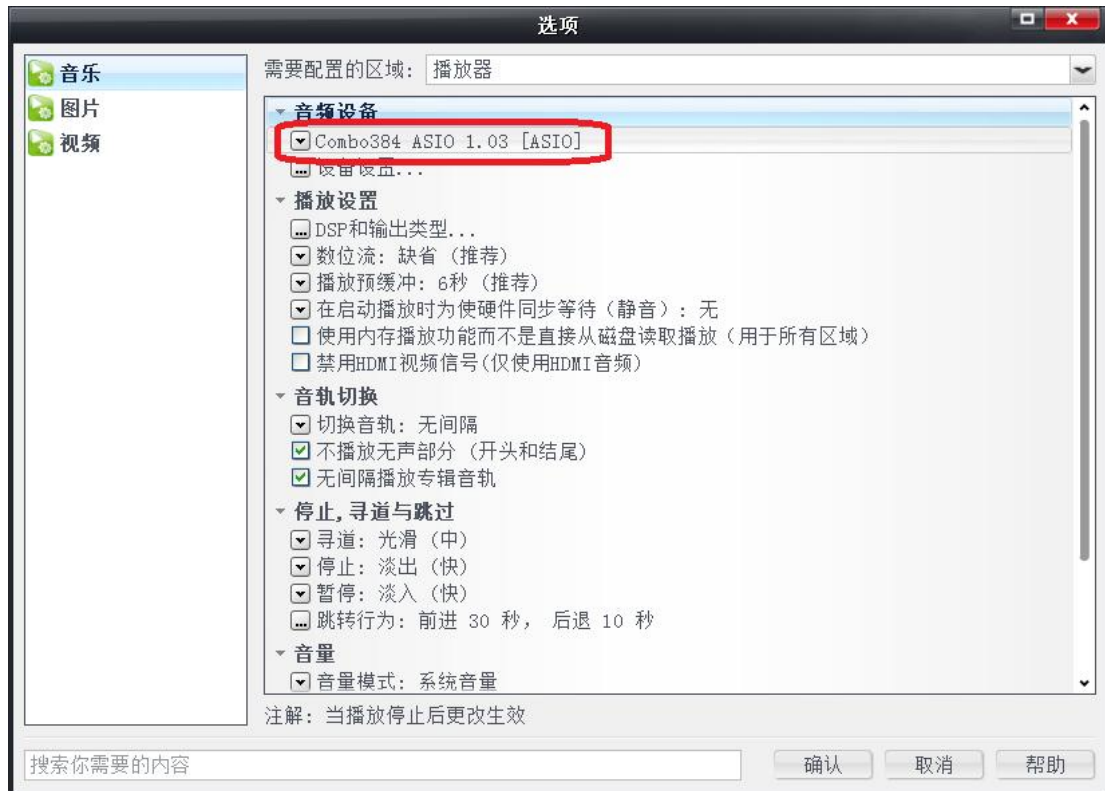 选项
音乐
图片
视频
需要配置的区域: 播放器
音频设备
Combo384 ASIO 1.03 [ASIO]
设备设置...
播放设置
DSP和输出类型...
数位流: 缺省 (推荐)
播放预缓冲: 6秒 (推荐)
在启动播放时为使硬件同步等待(静音): 无
使用内存播放功能而不是直接从磁盘读取播放(用于所有区域)
禁用HDMI视频信号(仅使用HDMI音频)
音轨切换
切换音轨: 无间隔
不播放无声部分 (开头和结尾)
无间隔播放专辑音轨
停止,寻道与跳过
寻道: 光滑 (中)
停止: 淡出 (快)
暂停: 淡入 (快)
跳转行为: 前进 30 秒, 后退 10 秒
音量
音量模式: 系统音量
注解: 当播放停止后更改生效
搜索你需要的内容
确认 取消 帮助